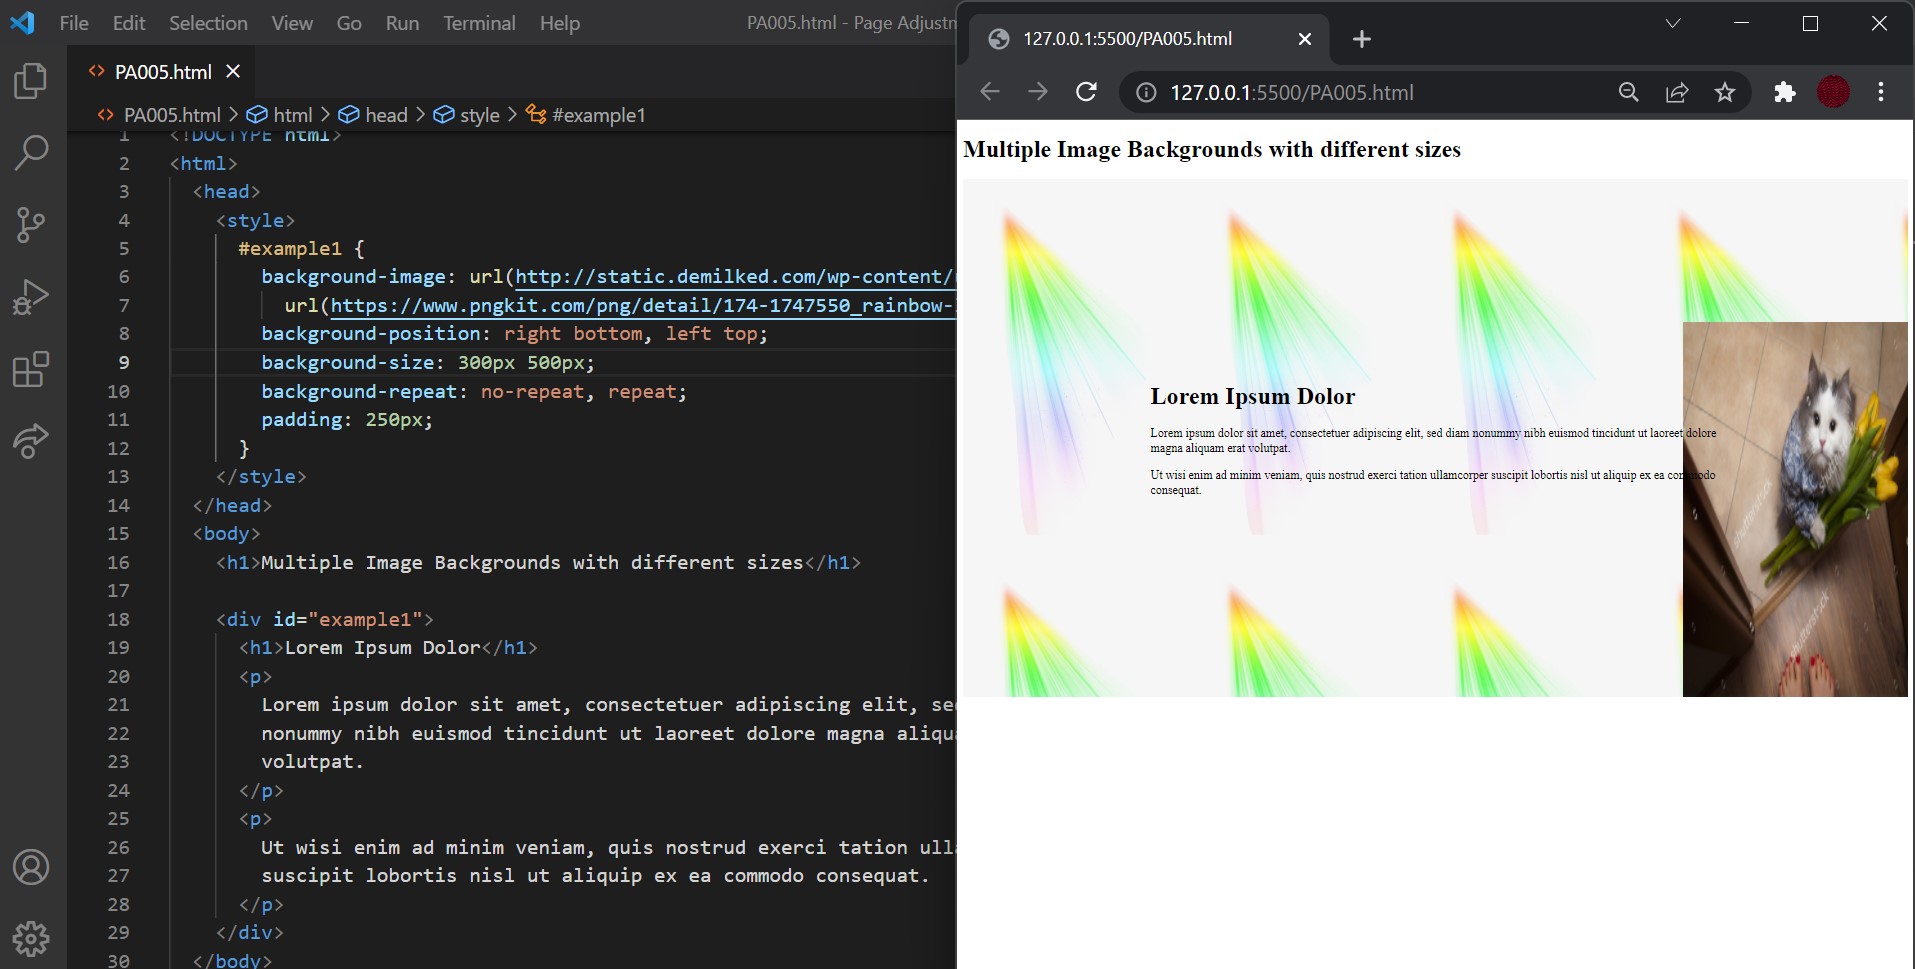 File Edit Selection View Go Run Terminal Help PA005.html - Page Adjustm
PA005.html
PA005.html > html > head > style > #example1
1 <!DOCTYPE html>
2 <html>
3 <head>
4 <style>
5 #example1 {
6 background-image: url(http://static.demilked.com/wp-content/
7 url(https://www.pngkit.com/png/detail/174-1747550_rainbow-
8 background-position: right bottom, left top;
9 background-size: 300px 500px;
10 background-repeat: no-repeat, repeat;
11 padding: 250px;
12 }
13 </style>
14 </head>
15 <body>
16 <h1>Multiple Image Backgrounds with different sizes</h1>
17
18 <div id="example1">
19 <h1>Lorem Ipsum Dolor</h1>
20 <p>
21 Lorem ipsum dolor sit amet, consectetuer adipiscing elit, se
22 nonummy nibh euismod tincidunt ut laoreet dolore magna aliqu
23 volutpat.
24 </p>
25 <p>
26 Ut wisi enim ad minim veniam, quis nostrud exerci tation ull
27 suscipit lobortis nisl ut aliquip ex ea commodo consequat.
28 </p>
29 </div>
30 </body>
127.0.0.1:5500/PA005.html
127.0.0.1:5500/PA005.html
Multiple Image Backgrounds with different sizes
Lorem Ipsum Dolor
Lorem ipsum dolor sit amet, consectetuer adipiscing elit, sed diam nonummy nibh euismod tincidunt ut laoreet dolore
magna aliquam erat volutpat.
Ut wisi enim ad minim veniam, quis nostrud exerci tation ullamcorper suscipit lobortis nisl ut aliquip ex ea commodo
consequat.
shutterstock
shutterstock